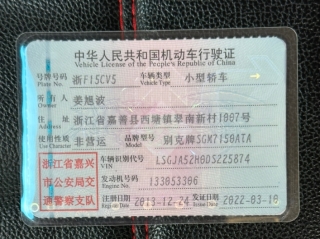 中华人民共和国机动车行驶证
Vehicle License of the People's Republic of China
号牌号码 浙F15CV5 车辆类型 小型轿车
Plate No. Vehicle Type
所有人 姜旭波
Owner
住址 浙江省嘉善县西塘镇翠南新村1007号
Address
使用性质 非营运 品牌型号 别克牌SGM7150ATA
Use Character Model
浙江省嘉兴
市公安局交
通警察支队
车辆识别代号 LSGJA52H0DS225874
VIN
发动机号码 133053306
Engine No.
注册日期 2013-12-24 发证日期 2022-03-18
Register Date Issue Date